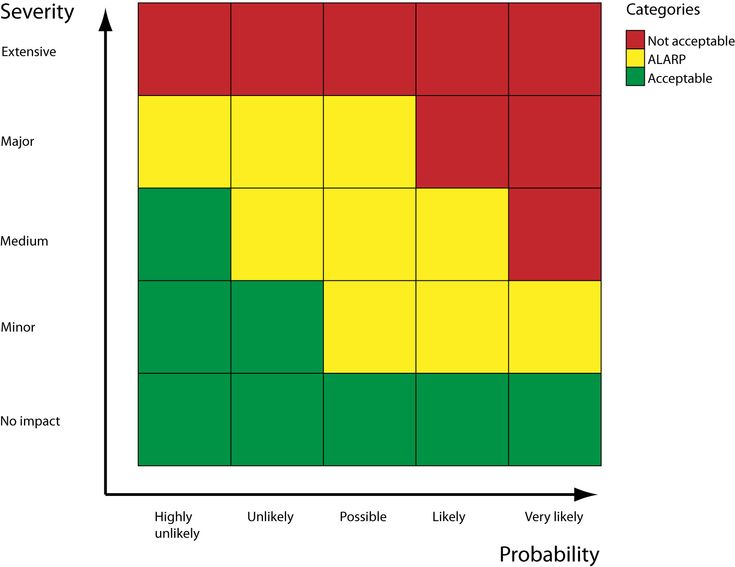 Severity
Categories
Not acceptable
ALARP
Acceptable
Extensive
Major
Medium
Minor
No impact
Highly
unlikely
Unlikely
Possible
Likely
Very likely
Probability